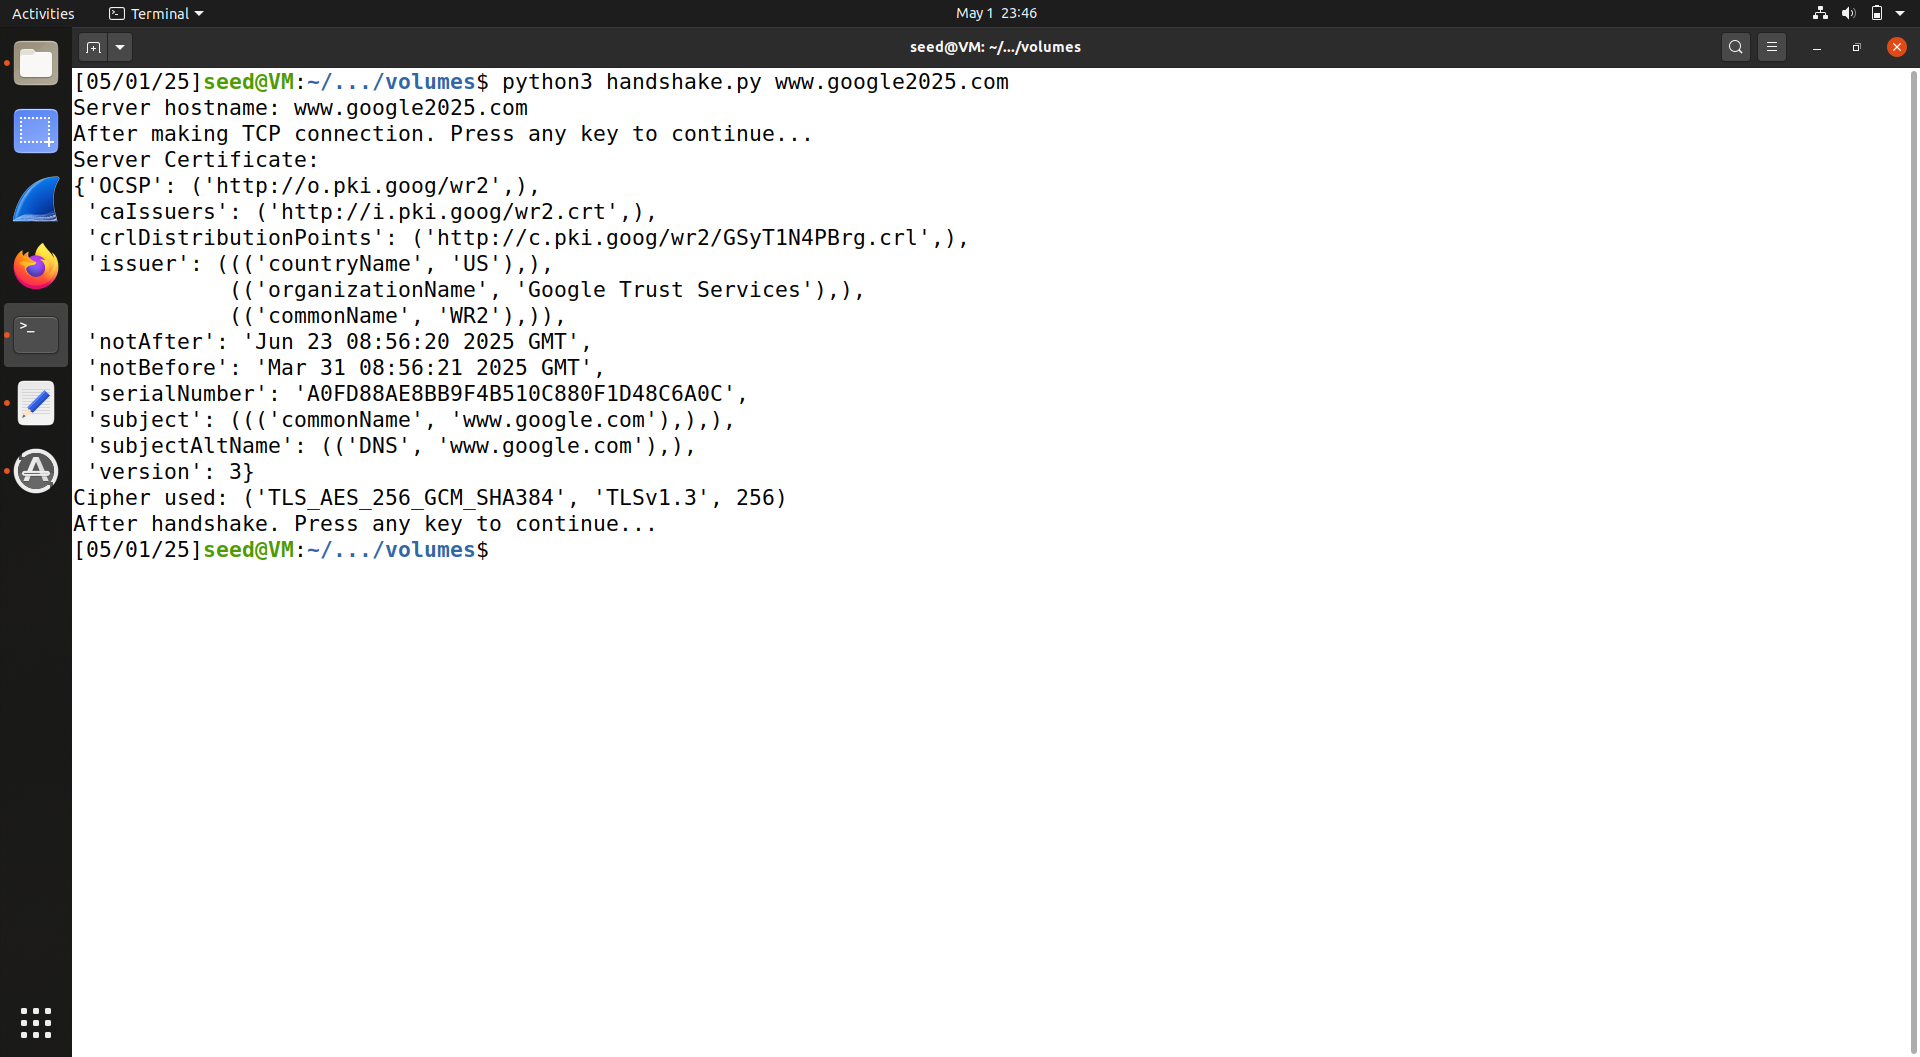 Activities Terminal May 1 23:46
seed@VM: ~/.../volumes
[05/01/25]seed@VM:~/.../volumes$ python3 handshake.py www.google2025.com
Server hostname: www.google2025.com
After making TCP connection. Press any key to continue...
Server Certificate:
{'OCSP': ('http://o.pki.goog/wr2',),
 'caIssuers': ('http://i.pki.goog/wr2.crt',),
 'crlDistributionPoints': ('http://c.pki.goog/wr2/GSyT1N4PBrg.crl',),
 'issuer': ((('countryName', 'US'),),
            (('organizationName', 'Google Trust Services'),),
            (('commonName', 'WR2'),)),
 'notAfter': 'Jun 23 08:56:20 2025 GMT',
 'notBefore': 'Mar 31 08:56:21 2025 GMT',
 'serialNumber': 'A0FD88AE8BB9F4B510C880F1D48C6A0C',
 'subject': ((('commonName', 'www.google.com'),),),
 'subjectAltName': (('DNS', 'www.google.com'),),
 'version': 3}
Cipher used: ('TLS_AES_256_GCM_SHA384', 'TLSv1.3', 256)
After handshake. Press any key to continue...
[05/01/25]seed@VM:~/.../volumes$